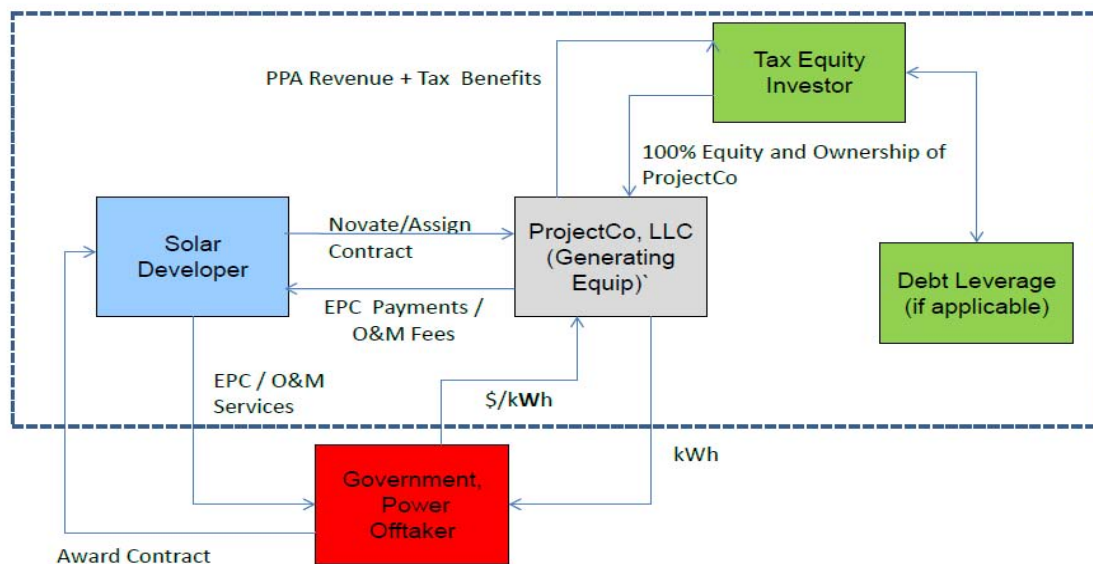 PPA Revenue + Tax Benefits
Tax Equity
Investor
100% Equity and Ownership of
ProjectCo
Solar
Developer
Novate/Assign
Contract
ProjectCo, LLC
(Generating
Equip)`
Debt Leverage
(if applicable)
EPC Payments /
O&M Fees
EPC / O&M
Services
$/kWh
kWh
Government,
Power
Offtaker
Award Contract